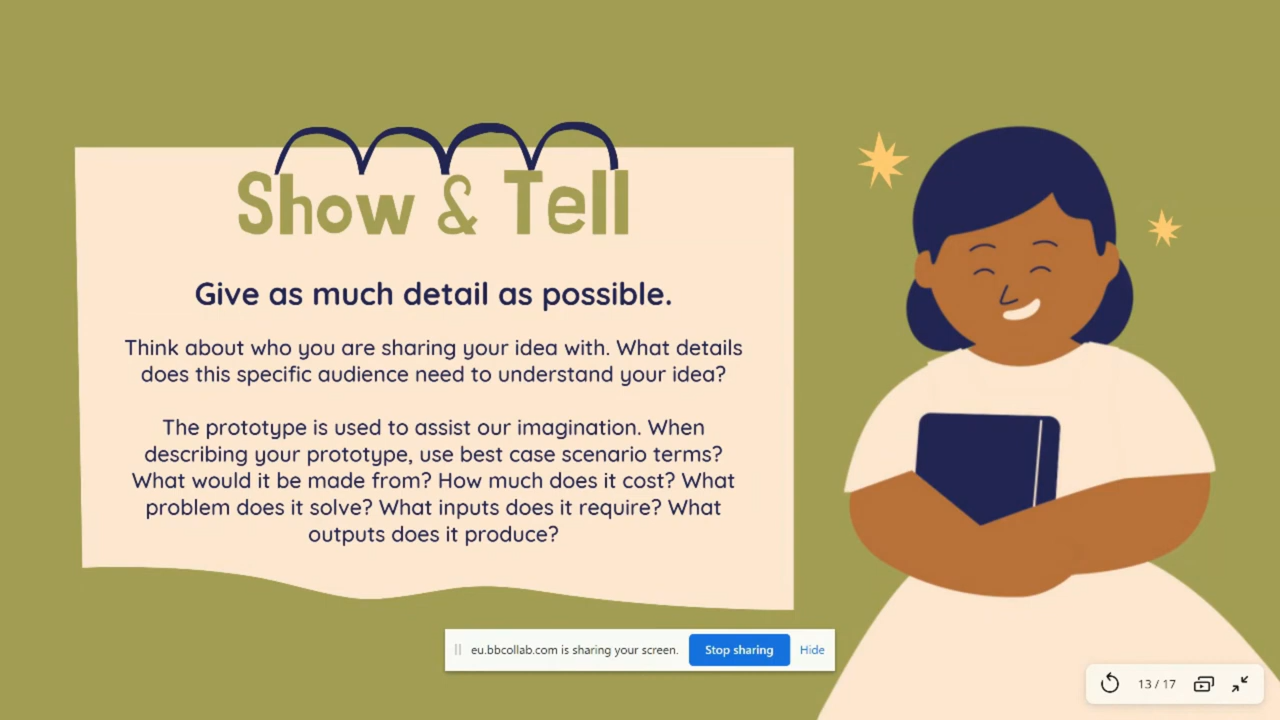 Show & Tell
Give as much detail as possible.
Think about who you are sharing your idea with. What details
does this specific audience need to understand your idea?
The prototype is used to assist our imagination. When
describing your prototype, use best case scenario terms?
What would it be made from? How much does it cost? What
problem does it solve? What inputs does it require? What
outputs does it produce?
eu.bbcollab.com is sharing your screen. Stop sharing Hide
13 / 17